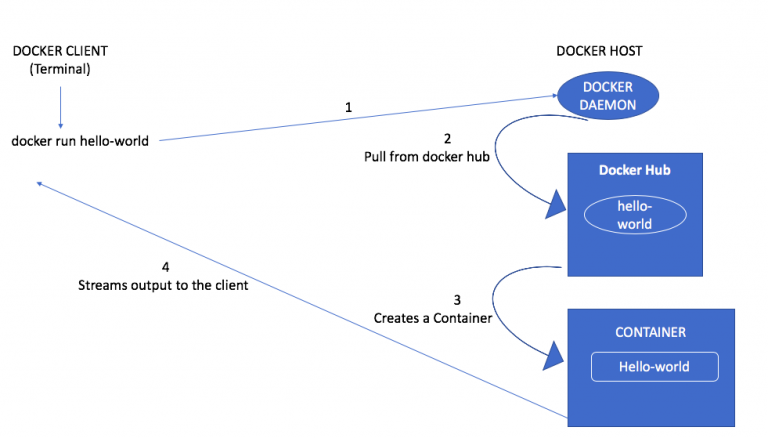 DOCKER CLIENT
(Terminal)
docker run hello-world
DOCKER HOST
DOCKER
DAEMON
1
2
Pull from docker hub
Docker Hub
hello-
world
3
Creates a Container
CONTAINER
Hello-world
4
Streams output to the client